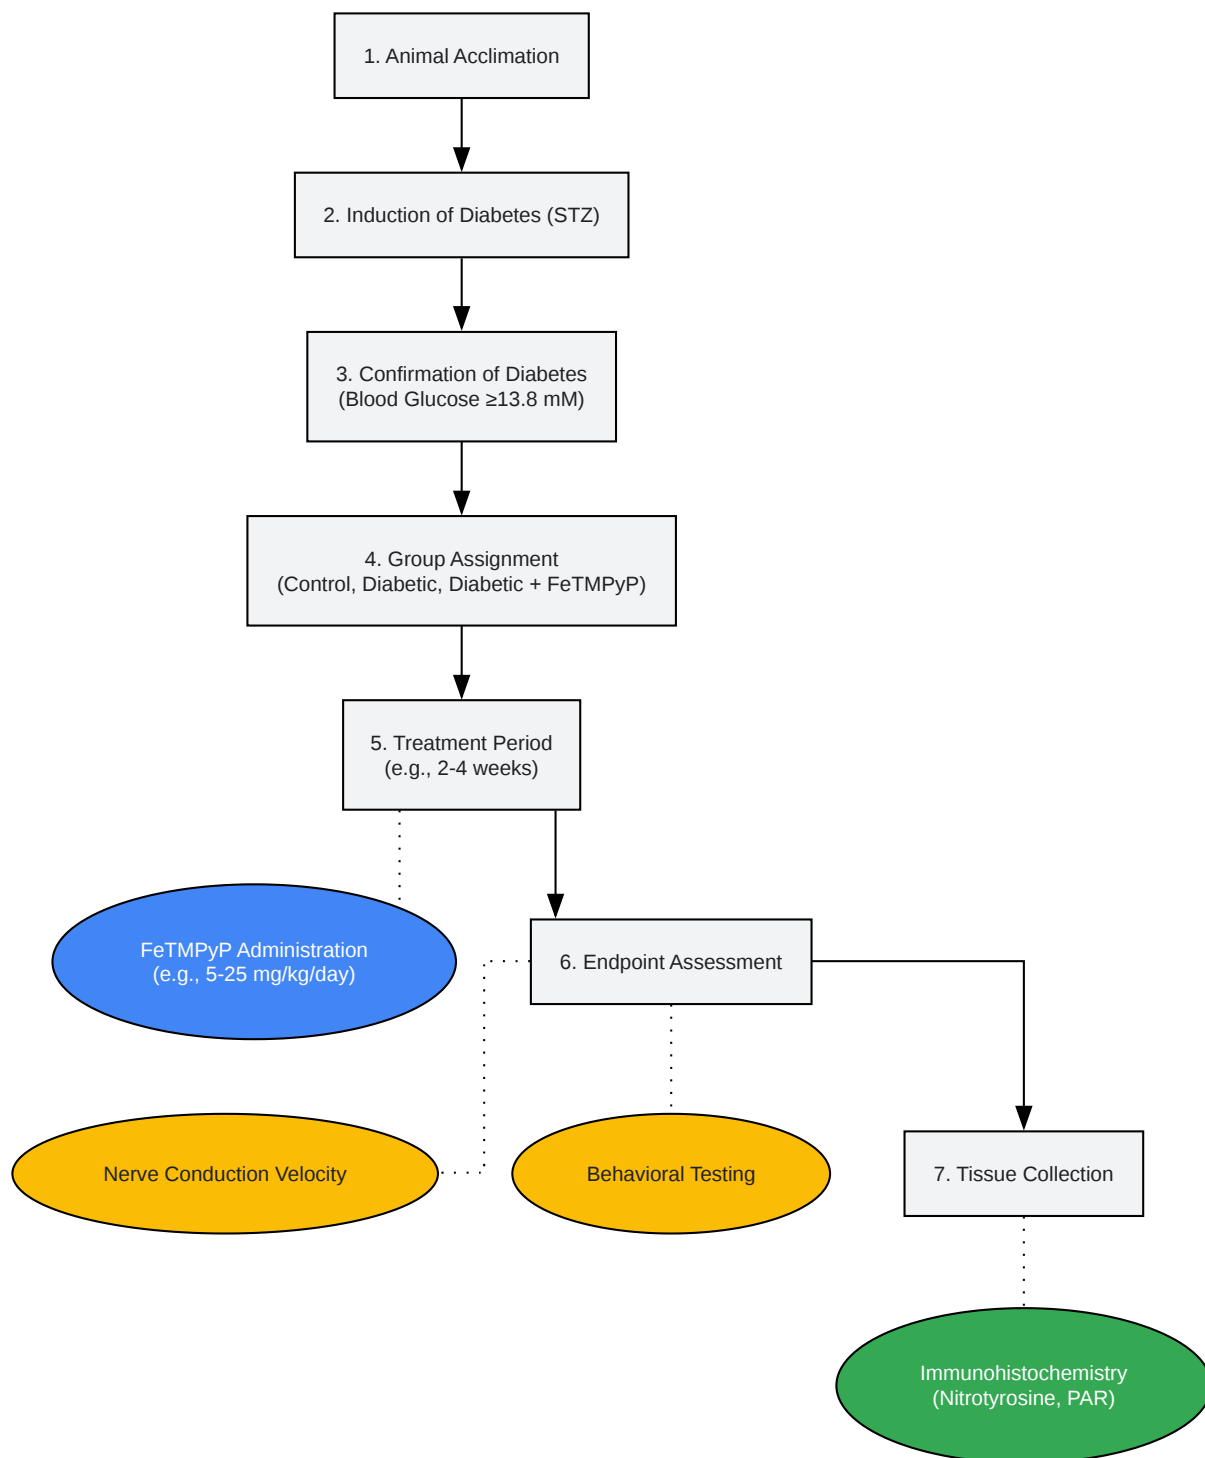 1. Animal Acclimation
2. Induction of Diabetes (STZ)
3. Confirmation of Diabetes
(Blood Glucose ≥13.8 mM)
4. Group Assignment
(Control, Diabetic, Diabetic + FeTMPyP)
5. Treatment Period
(e.g., 2-4 weeks)
FeTMPyP Administration
(e.g., 5-25 mg/kg/day)
6. Endpoint Assessment
Nerve Conduction Velocity
Behavioral Testing
7. Tissue Collection
Immunohistochemistry
(Nitrotyrosine, PAR)